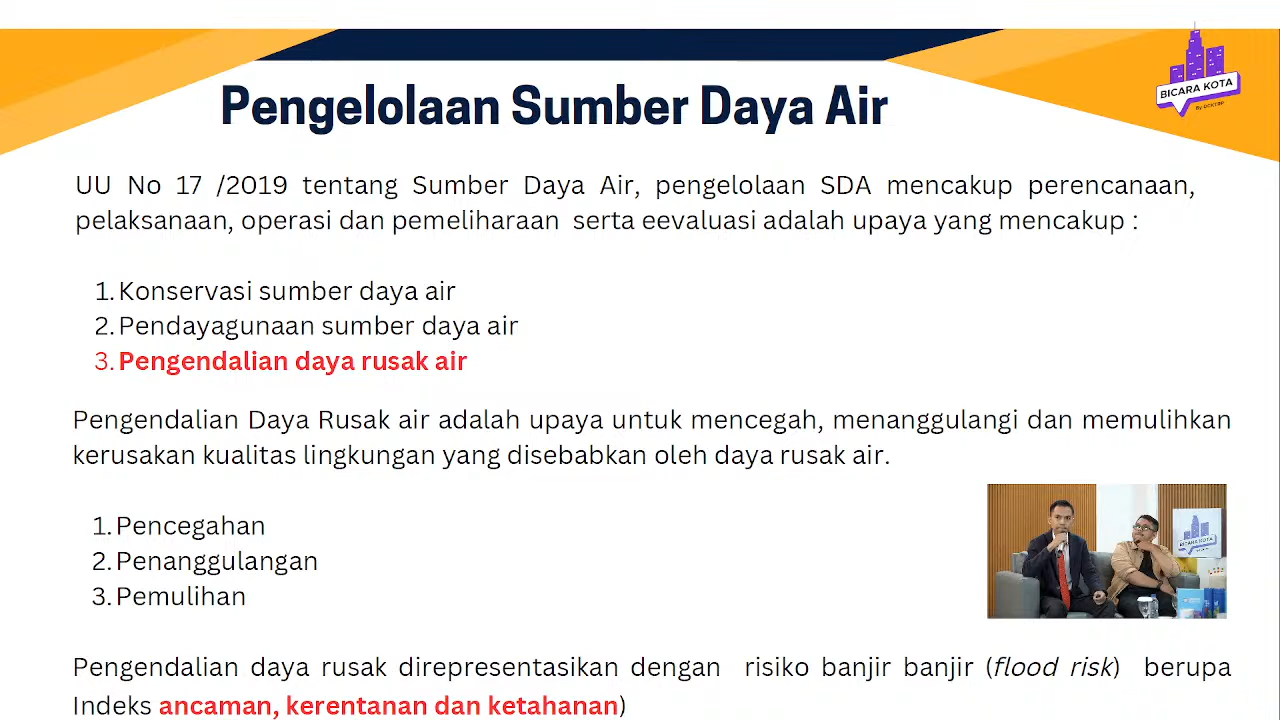 BICARA KOTA
By DCKTRP
Pengelolaan Sumber Daya Air
UU No 17 /2019 tentang Sumber Daya Air, pengelolaan SDA mencakup perencanaan,
pelaksanaan, operasi dan pemeliharaan serta eevaluasi adalah upaya yang mencakup :
1. Konservasi sumber daya air
2. Pendayagunaan sumber daya air
3. Pengendalian daya rusak air
Pengendalian Daya Rusak air adalah upaya untuk mencegah, menanggulangi dan memulihkan
kerusakan kualitas lingkungan yang disebabkan oleh daya rusak air.
1. Pencegahan
2. Penanggulangan
3. Pemulihan
BICARA KOTA
Pengendalian daya rusak direpresentasikan dengan risiko banjir banjir (flood risk) berupa
Indeks ancaman, kerentanan dan ketahanan)